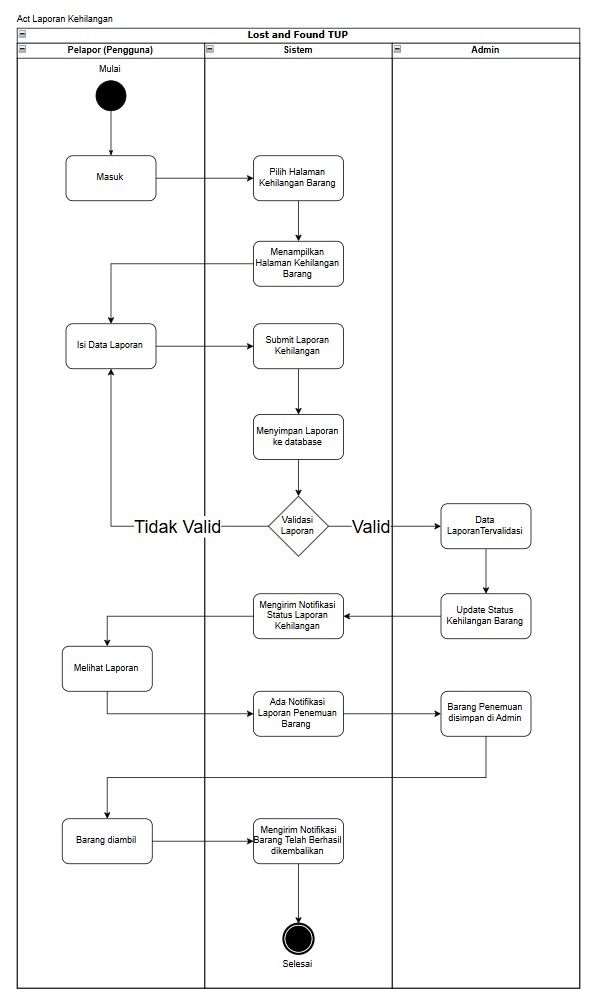 Act Laporan Kehilangan
Lost and Found TUP
Pelapor (Pengguna)
Sistem
Admin
Mulai
Masuk
Pilih Halaman
Kehilangan Barang
Menampilkan
Halaman Kehilangan
Barang
Isi Data Laporan
Submit Laporan
Kehilangan
Menyimpan Laporan
ke database
Tidak Valid
Validasi
Laporan
Valid
Data
LaporanTervalidasi
Mengirim Notifikasi
Status Laporan
Kehilangan
Update Status
Kehilangan Barang
Melihat Laporan
Ada Notifikasi
Laporan Penemuan
Barang
Barang Penemuan
disimpan di Admin
Barang diambil
Mengirim Notifikasi
Barang Telah Berhasil
dikembalikan
Selesai